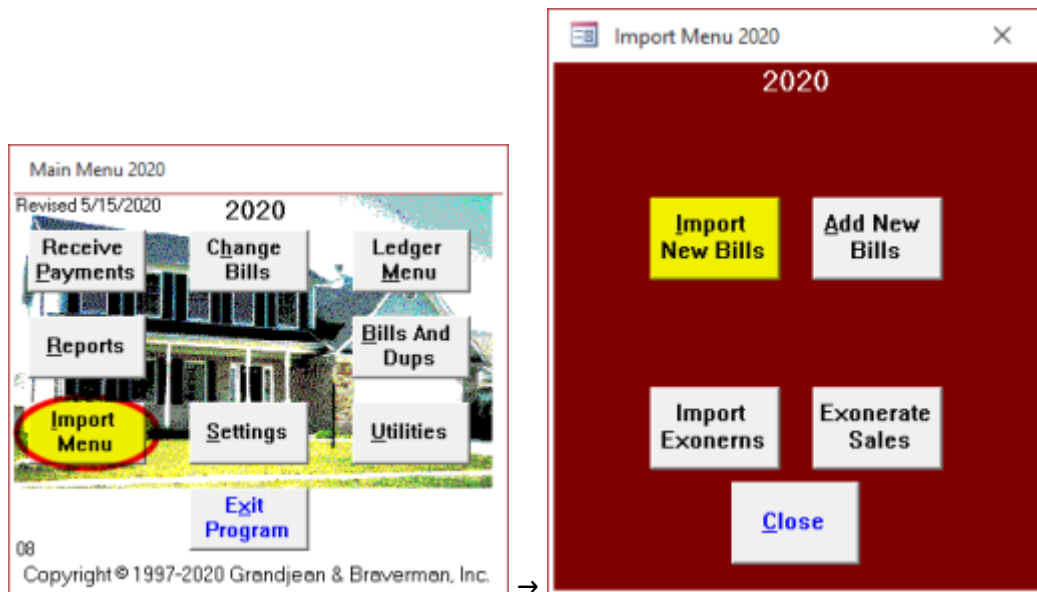 Main Menu 2020
Revised 5/15/2020
2020
Receive
Payments
Change
Bills
Ledger
Menu
Reports
Bills And
Dups
Import
Menu
Settings
Utilities
Exit
Program
08
Copyright © 1997-2020 Grandjean & Braverman, Inc.
→
Import Menu 2020
2020
Import
New Bills
Add New
Bills
Import
Exonerns
Exonerate
Sales
Close